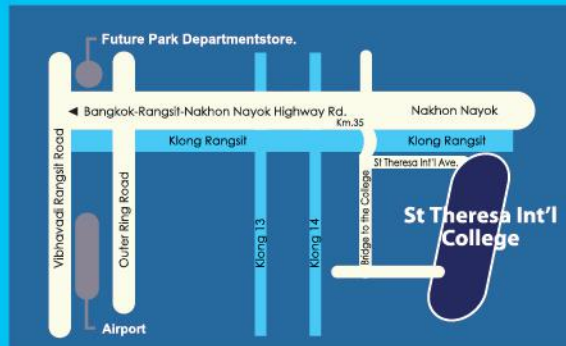 Future Park Departmentstore.
◄ Bangkok-Rangsit-Nakhon Nayok Highway Rd.
Nakhon Nayok
Km.35
Klong Rangsit
Klong Rangsit
St Theresa Int'l Ave.
Vibhavadi Rangsit Road
Outer Ring Road
Klong 13
Klong 14
Bridge to the College
St Theresa Int'l
College
Airport